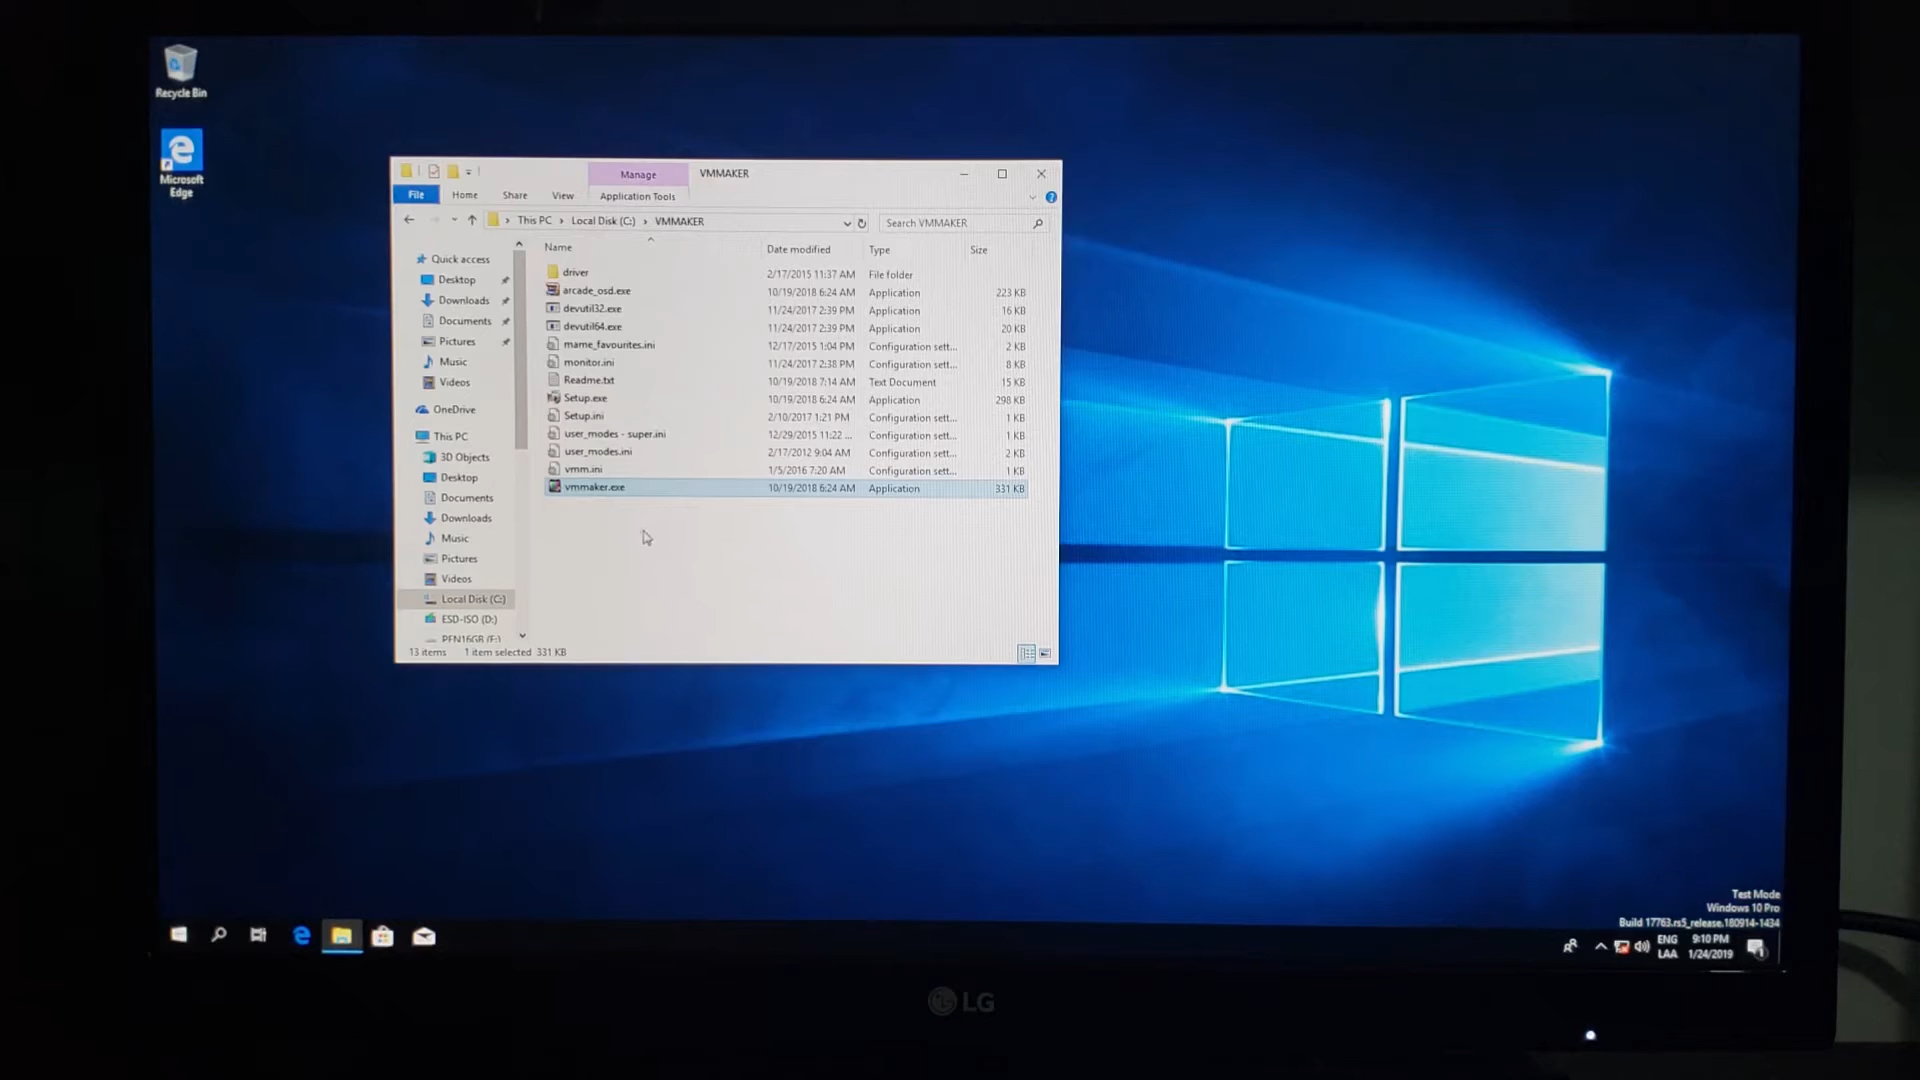 Recycle Bin
Microsoft
Edge
Manage
VMMAKER
File
Home
Share
View
Application Tools
This PC
Local Disk (C:)
VMMAKER
Search VMMAKER
Name
Date modified
Type
Size
driver 2/17/2015 11:37 AM File folder
arcade_osd.exe 10/19/2018 6:24 AM Application 223 KB
devutil32.exe 11/24/2017 2:39 PM Application 16 KB
devutil64.exe 11/24/2017 2:39 PM Application 20 KB
mame_favourites.ini 12/17/2015 1:04 PM Configuration sett... 2 KB
monitor.ini 11/24/2017 2:38 PM Configuration sett... 8 KB
Readme.txt 10/19/2018 7:14 AM Text Document 15 KB
Setup.exe 10/19/2018 6:24 AM Application 298 KB
Setup.ini 2/10/2017 1:21 PM Configuration sett... 1 KB
user_modes - super.ini 12/29/2015 11:22 ... Configuration sett... 1 KB
user_modes.ini 2/17/2012 9:04 AM Configuration sett... 2 KB
vmm.ini 1/5/2016 7:20 AM Configuration sett... 1 KB
vmmaker.exe 10/19/2018 6:24 AM Application 331 KB
Quick access
Desktop
Downloads
Documents
Pictures
Music
Videos
OneDrive
This PC
3D Objects
Desktop
Documents
Downloads
Music
Pictures
Videos
Local Disk (C:)
ESD-ISO (D:)
PEN16GB (E:)
13 items 1 item selected 331 KB
Test Mode
Windows 10 Pro
Build 17763.rs5_release.180914-1434
ENG
LAA
9:10 PM
1/24/2019
LG